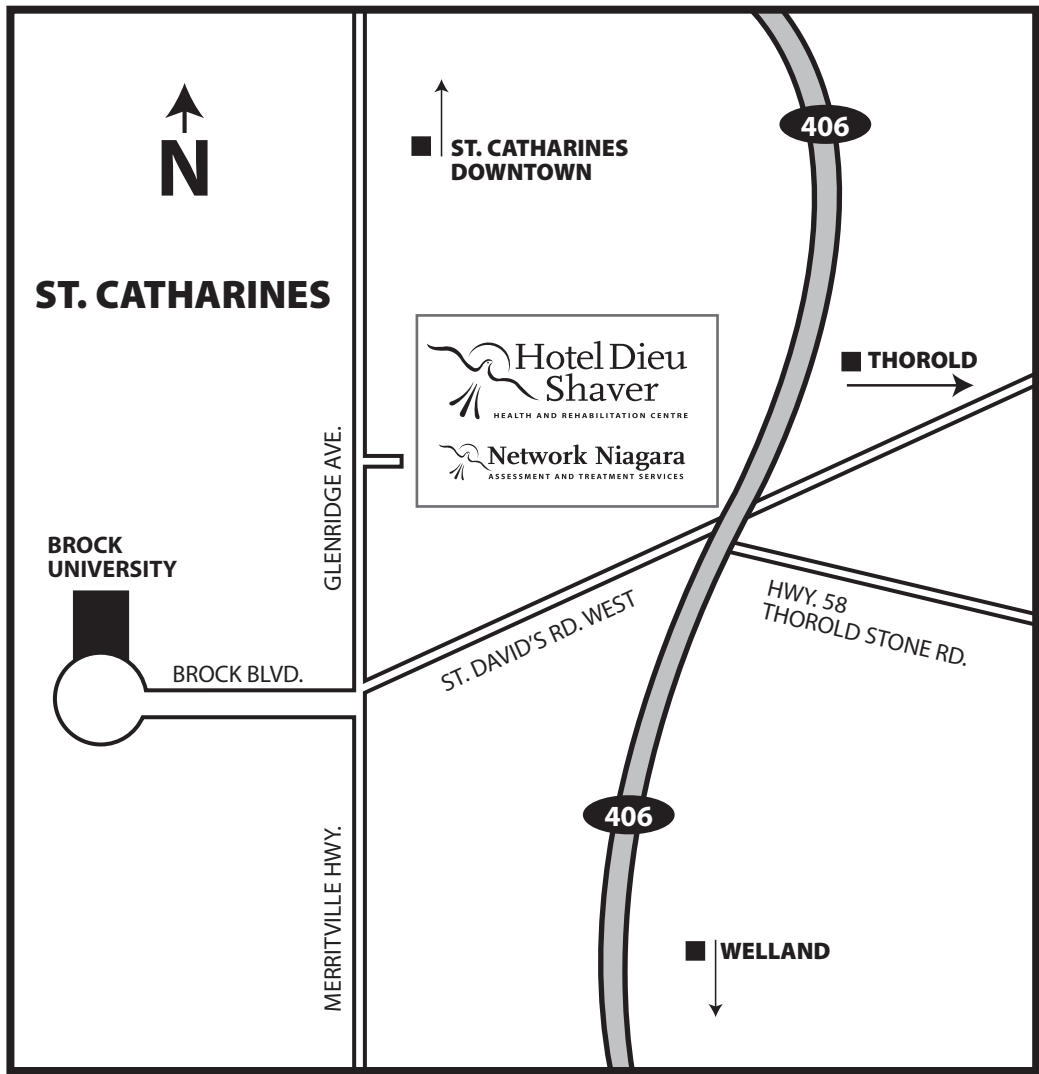 406
N
ST. CATHARINES
DOWNTOWN
ST. CATHARINES
Hotel Dieu
Shaver
HEALTH AND REHABILITATION CENTRE
THOROLD
GLENRIDGE AVE.
Network Niagara
ASSESSMENT AND TREATMENT SERVICES
BROCK
UNIVERSITY
HWY. 58
THOROLD STONE RD.
ST. DAVID'S RD. WEST
BROCK BLVD.
406
MERRITVILLE HWY.
WELLAND